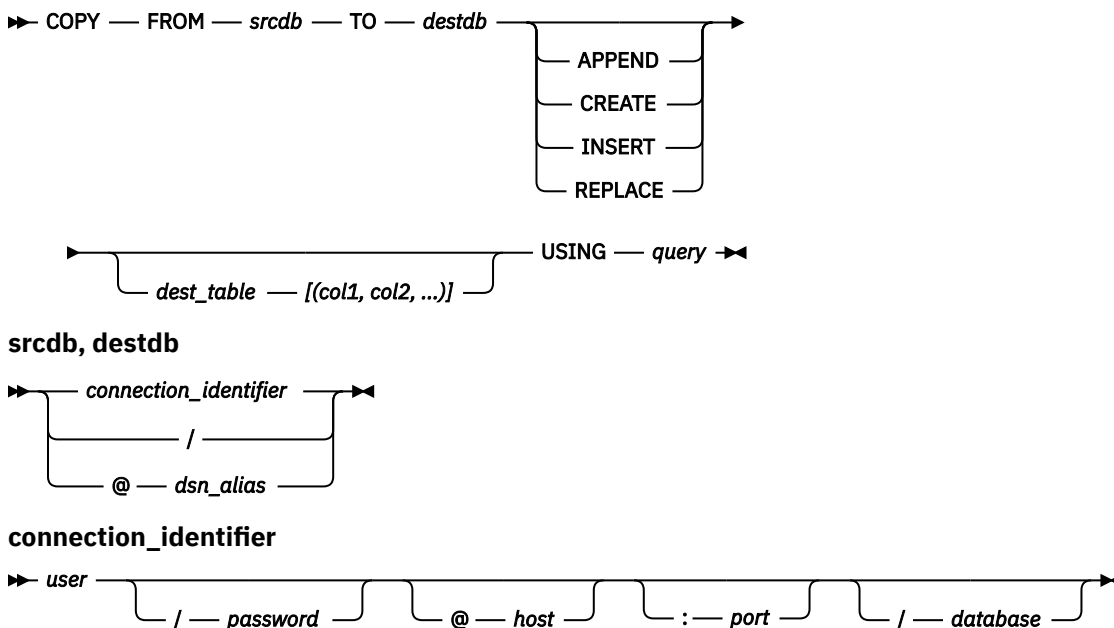 COPY FROM srcdb TO destdb
APPEND
CREATE
INSERT
REPLACE
USING query
dest_table [(col1, col2, ...)]
srcdb, destdb
connection_identifier
/
@ dsn_alias
connection_identifier
user
/ password @ host : port / database